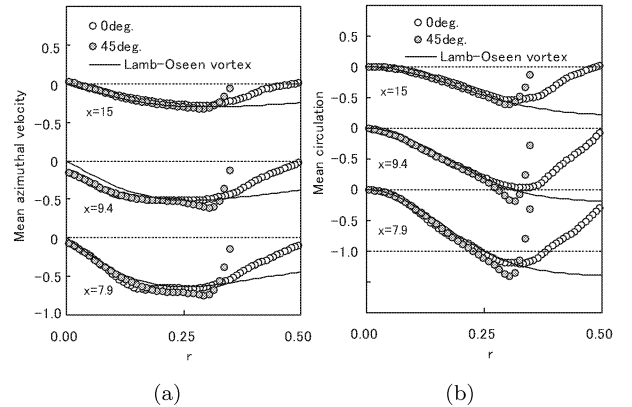 0deg.
45deg.
Lamb-Oseen vortex
Mean azimuthal velocity
0
x=15
-0.5
0
x=9.4
-0.5
0
x=7.9
-0.5
-1.0
0.00
0.25
0.50
r
(a)
0deg.
45deg.
Lamb-Oseen vortex
Mean circulation
0.5
0
x=15
-0.5
0
x=9.4
-0.5
0
x=7.9
-0.5
-1.0
0.00
0.25
0.50
r
(b)